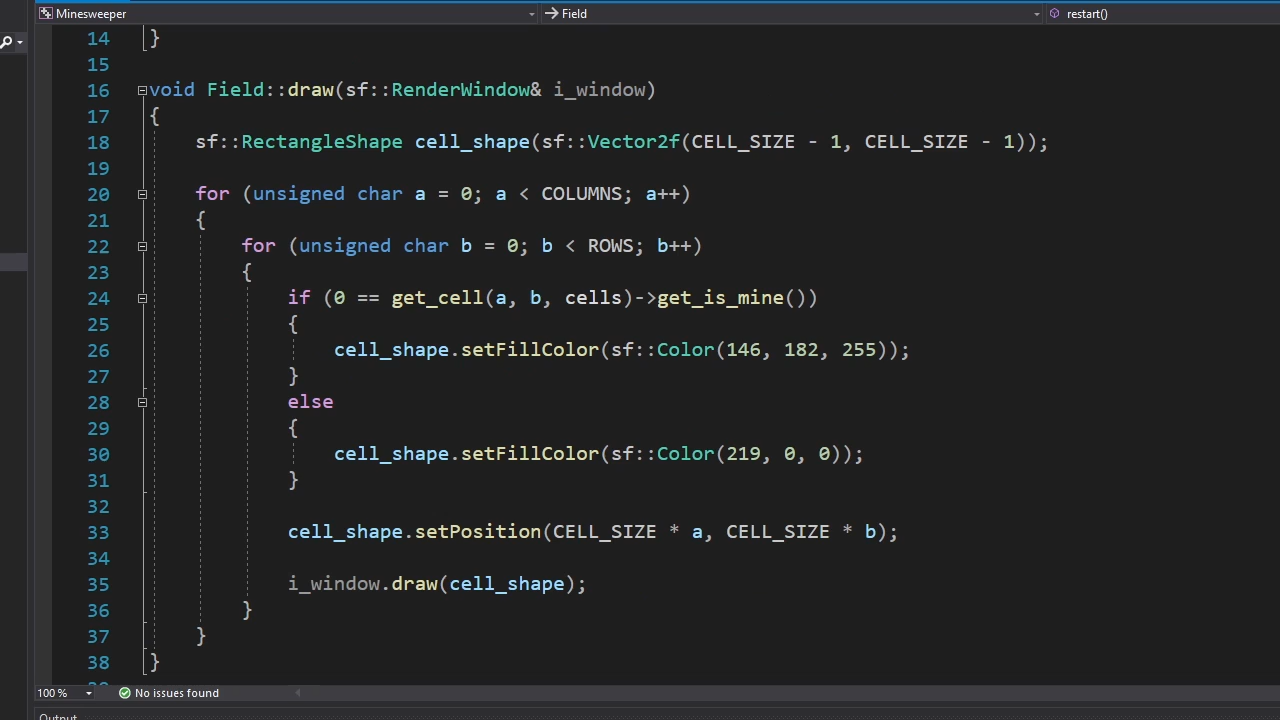 Minesweeper Field restart()
14 }
15
16 void Field::draw(sf::RenderWindow& i_window)
17 {
18 sf::RectangleShape cell_shape(sf::Vector2f(CELL_SIZE - 1, CELL_SIZE - 1));
19
20 for (unsigned char a = 0; a < COLUMNS; a++)
21 {
22 for (unsigned char b = 0; b < ROWS; b++)
23 {
24 if (0 == get_cell(a, b, cells)->get_is_mine())
25 {
26 cell_shape.setFillColor(sf::Color(146, 182, 255));
27 }
28 else
29 {
30 cell_shape.setFillColor(sf::Color(219, 0, 0));
31 }
32
33 cell_shape.setPosition(CELL_SIZE * a, CELL_SIZE * b);
34
35 i_window.draw(cell_shape);
36 }
37 }
38 }
100 % No issues found
Output